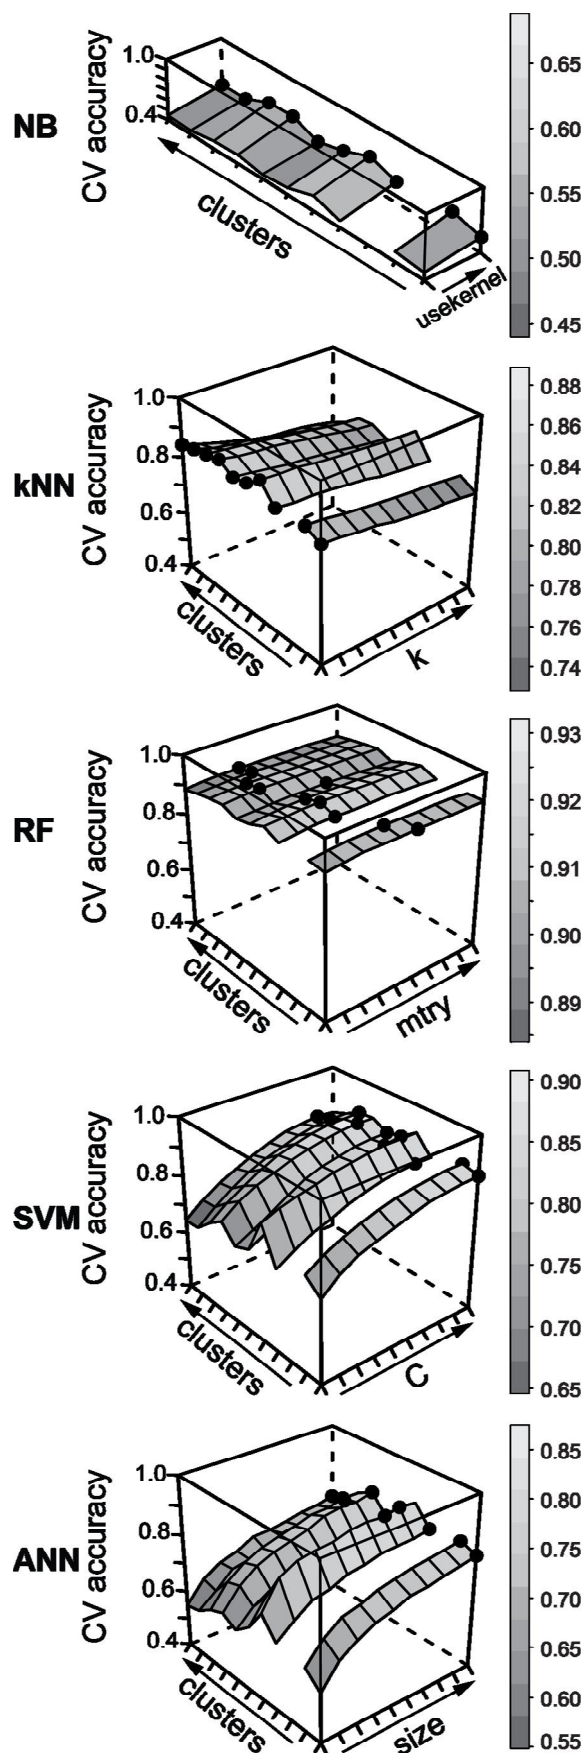 NB
CV accuracy
1.0
0.4
clusters
usekernel
0.65
0.60
0.55
0.50
0.45
kNN
CV accuracy
1.0
0.8
0.6
0.4
clusters
k
0.88
0.86
0.84
0.82
0.80
0.78
0.76
0.74
RF
CV accuracy
1.0
0.8
0.6
0.4
clusters
mtry
0.93
0.92
0.91
0.90
0.89
SVM
CV accuracy
1.0
0.8
0.6
0.4
clusters
C
0.90
0.85
0.80
0.75
0.70
0.65
ANN
CV accuracy
1.0
0.8
0.6
0.4
clusters
size
0.85
0.80
0.75
0.70
0.65
0.60
0.55